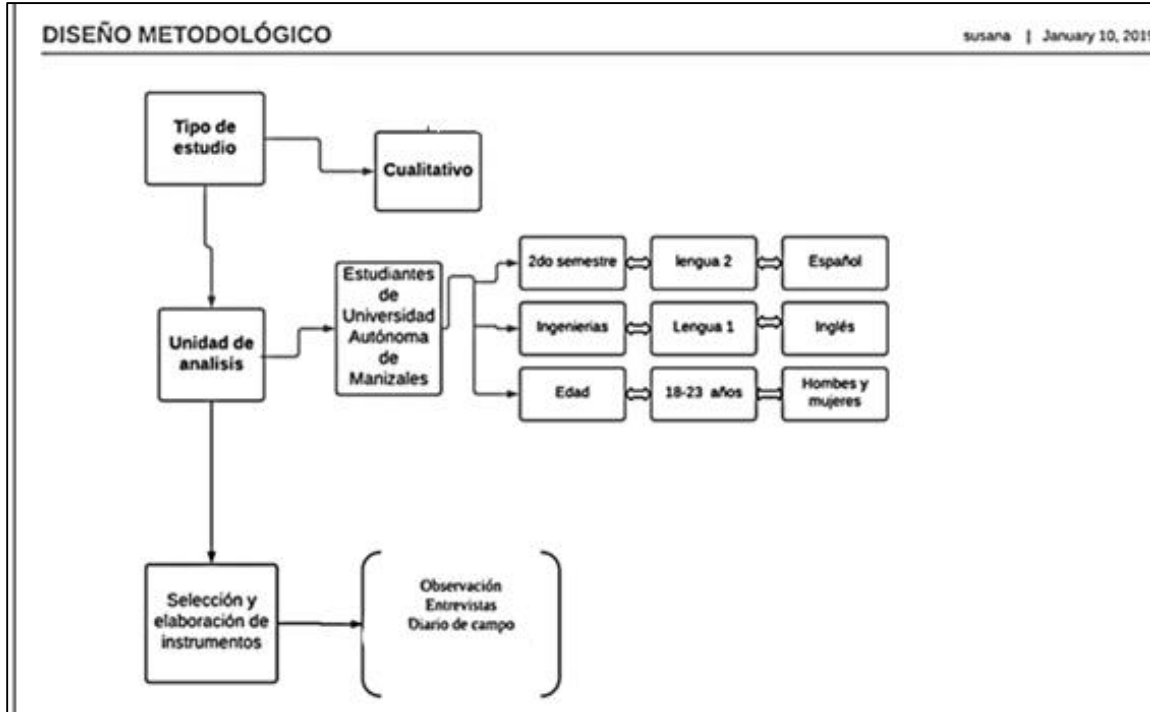 DISEÑO METODOLÓGICO
susana | January 10, 2019
Tipo de
estudio
Cualitativo
Unidad de
analisis
Estudiantes
de
Universidad
Autónoma
de
Manizales
2do semestre
lengua 2
Español
Ingenierias
Lengua 1
Inglés
Edad
18-23 años
Hombes y
mujeres
Selección y
elaboración de
instrumentos
Observación
Entrevistas
Diario de campo